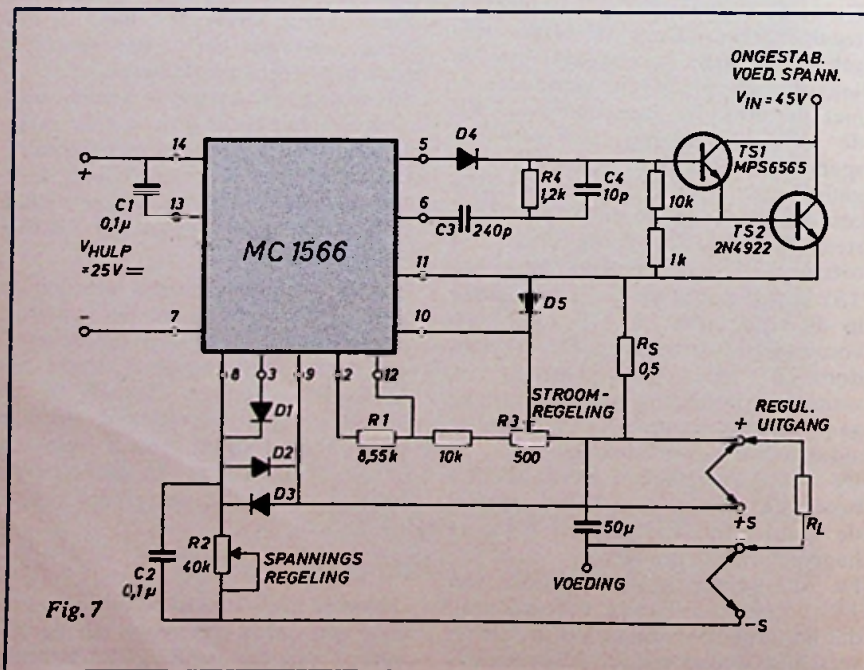 ONGESTAB.
VOED. SPANN.
V_IN = 45V
14
5
D4
TS1
MPS6565
+
C1
0,1µ
13
R4
1,2k
C4
10p
10k
6
C3
240p
TS2
2N4922
MC 1566
V_HULP
= 25V
11
1k
-
7
10
D5
R_S
0,5
8
3
9
2
12
STROOM-
REGELING
D1
R1
8,55k
10k
R3
500
REGUL.
UITGANG
+
D2
D3
50µ
+S
R_L
C2
0,1µ
R2
40k
SPANNINGS
REGELING
VOEDING
-
Fig. 7
-S